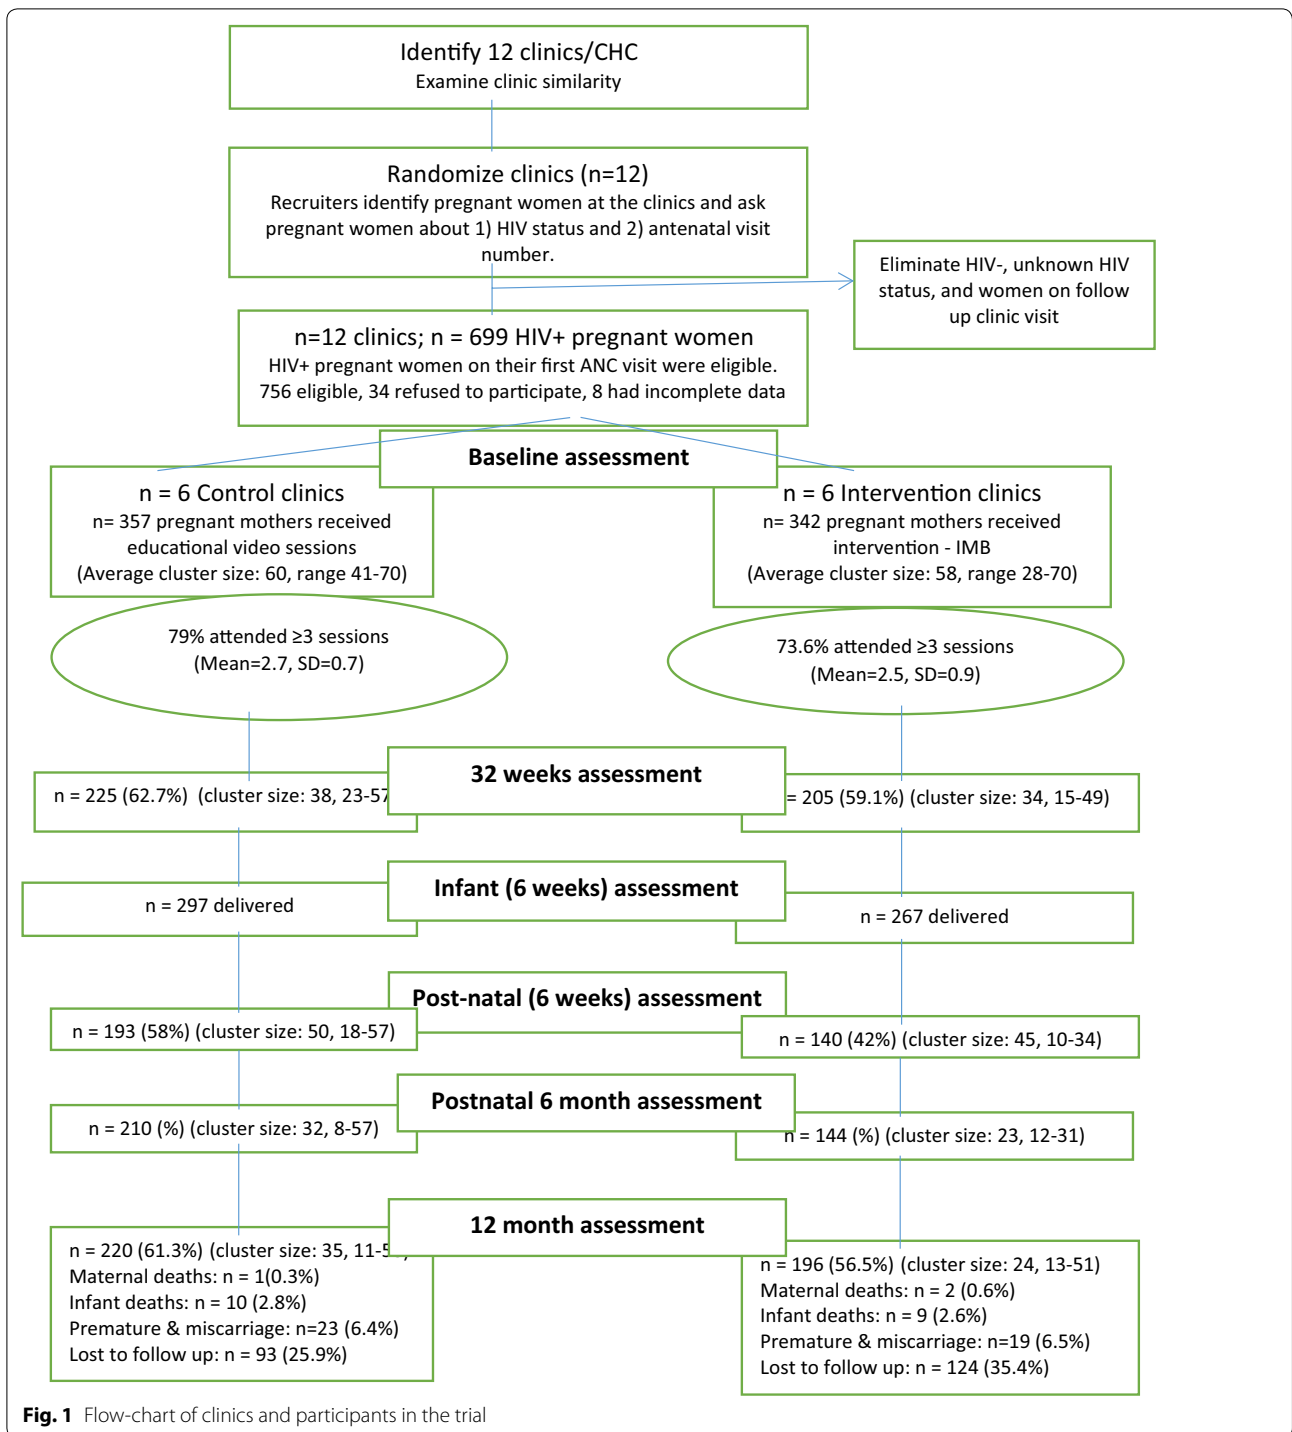 Identify 12 clinics/CHC
Examine clinic similarity
Randomize clinics (n=12)
Recruiters identify pregnant women at the clinics and ask
pregnant women about 1) HIV status and 2) antenatal visit
number.
Eliminate HIV-, unknown HIV
status, and women on follow
up clinic visit
n=12 clinics; n = 699 HIV+ pregnant women
HIV+ pregnant women on their first ANC visit were eligible.
756 eligible, 34 refused to participate, 8 had incomplete data
Baseline assessment
n = 6 Control clinics
n= 357 pregnant mothers received
educational video sessions
(Average cluster size: 60, range 41-70)
n = 6 Intervention clinics
n= 342 pregnant mothers received
intervention - IMB
(Average cluster size: 58, range 28-70)
79% attended ≥3 sessions
(Mean=2.7, SD=0.7)
73.6% attended ≥3 sessions
(Mean=2.5, SD=0.9)
32 weeks assessment
n = 225 (62.7%) (cluster size: 38, 23-57
= 205 (59.1%) (cluster size: 34, 15-49)
Infant (6 weeks) assessment
n = 297 delivered
n = 267 delivered
Post-natal (6 weeks) assessment
n = 193 (58%) (cluster size: 50, 18-57)
n = 140 (42%) (cluster size: 45, 10-34)
Postnatal 6 month assessment
n = 210 (%) (cluster size: 32, 8-57)
n = 144 (%) (cluster size: 23, 12-31)
12 month assessment
n = 220 (61.3%) (cluster size: 35, 11-5
Maternal deaths: n = 1(0.3%)
Infant deaths: n = 10 (2.8%)
Premature & miscarriage: n=23 (6.4%)
Lost to follow up: n = 93 (25.9%)
n = 196 (56.5%) (cluster size: 24, 13-51)
Maternal deaths: n = 2 (0.6%)
Infant deaths: n = 9 (2.6%)
Premature & miscarriage: n=19 (6.5%)
Lost to follow up: n = 124 (35.4%)
Fig. 1 Flow-chart of clinics and participants in the trial